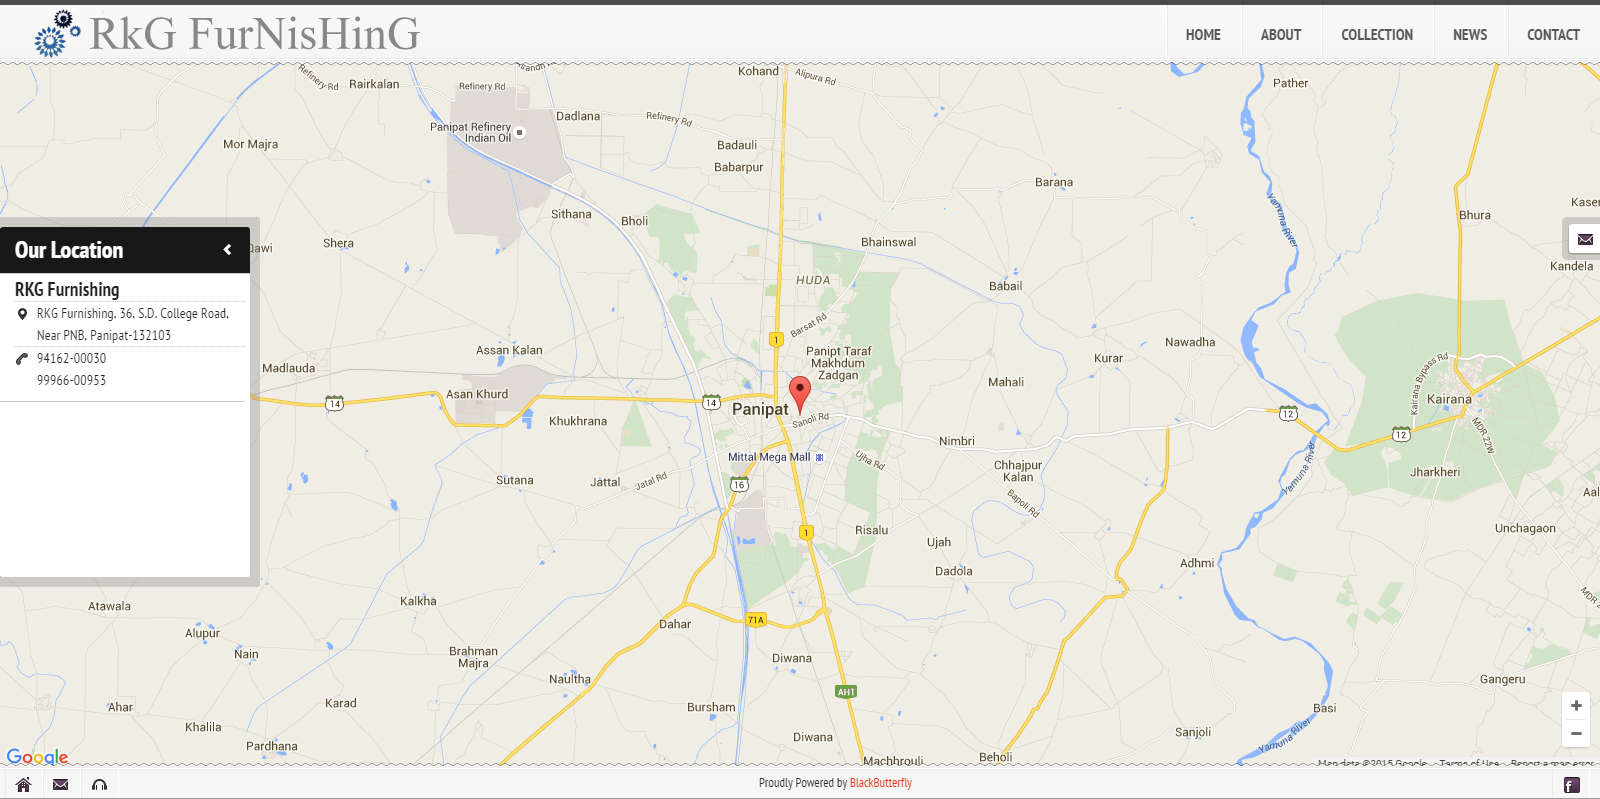 RkG FurNisHinG
HOME
ABOUT
COLLECTION
NEWS
CONTACT
Refinery Rd
Rairkalan
Refinery Rd
Kohand
Alipura Rd
Pather
Dadlana
Refinery Rd
Panipat Refinery
Indian Oil
Mor Majra
Badauli
Babarpur
Barana
Yamuna River
Sithana
Bholi
Bhura
Shera
Bhainswal
HUDA
Babail
Kandela
Our Location
RKG Furnishing
RKG Furnishing, 36, S.D. College Road,
Near PNB, Panipat-132103
94162-00030
99966-00953
Barsat Rd
1
Assan Kalan
Panipt Taraf
Makhdum
Zadgan
Kurar
Nawadha
Kairana Bypass Rd
Madlauda
Mahali
Asan Khurd
14
14
Panipat
Sanoli Rd
12
Kairana
Khukhrana
Nimbri
12
MDR 22W
Mittal Mega Mall
Ujha Rd
Chhajpur
Kalan
Jharkheri
Yamuna River
Sutana
Jattal
Jatal Rd
16
Bapoli Rd
Risalu
1
Ujah
Unchagaon
Adhmi
Dadola
Atawala
Kalkha
71A
Dahar
Alupur
Nain
Brahman
Majra
Diwana
Naultha
Gangeru
AH1
Ahar
Karad
Khalila
Bursham
Basi
Sanjoli
Pardhana
Diwana
Machhrouli
Beholi
Yamuna River
+
−
Google
Map data ©2015 Google
Terms of Use
Report a map error
Proudly Powered by BlackButterfly
f